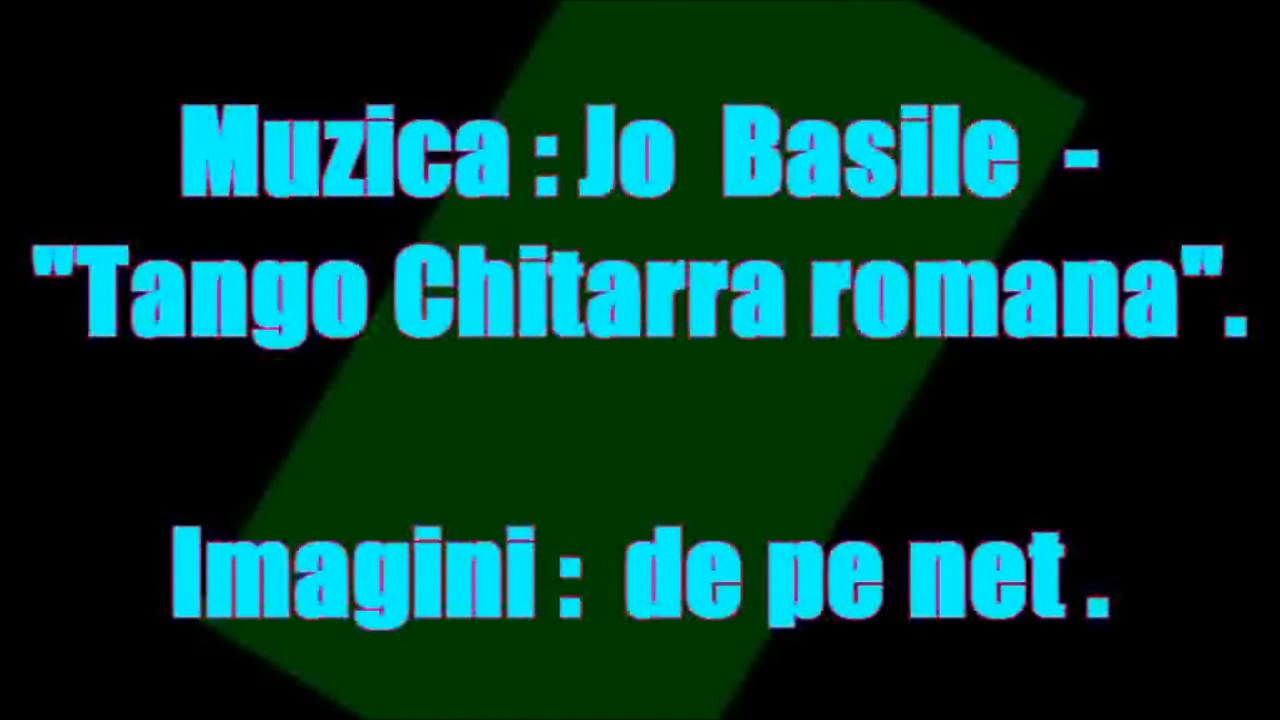 Muzica : Jo  Basile  -
"Tango Chitarra romana".
Imagini :  de pe net .